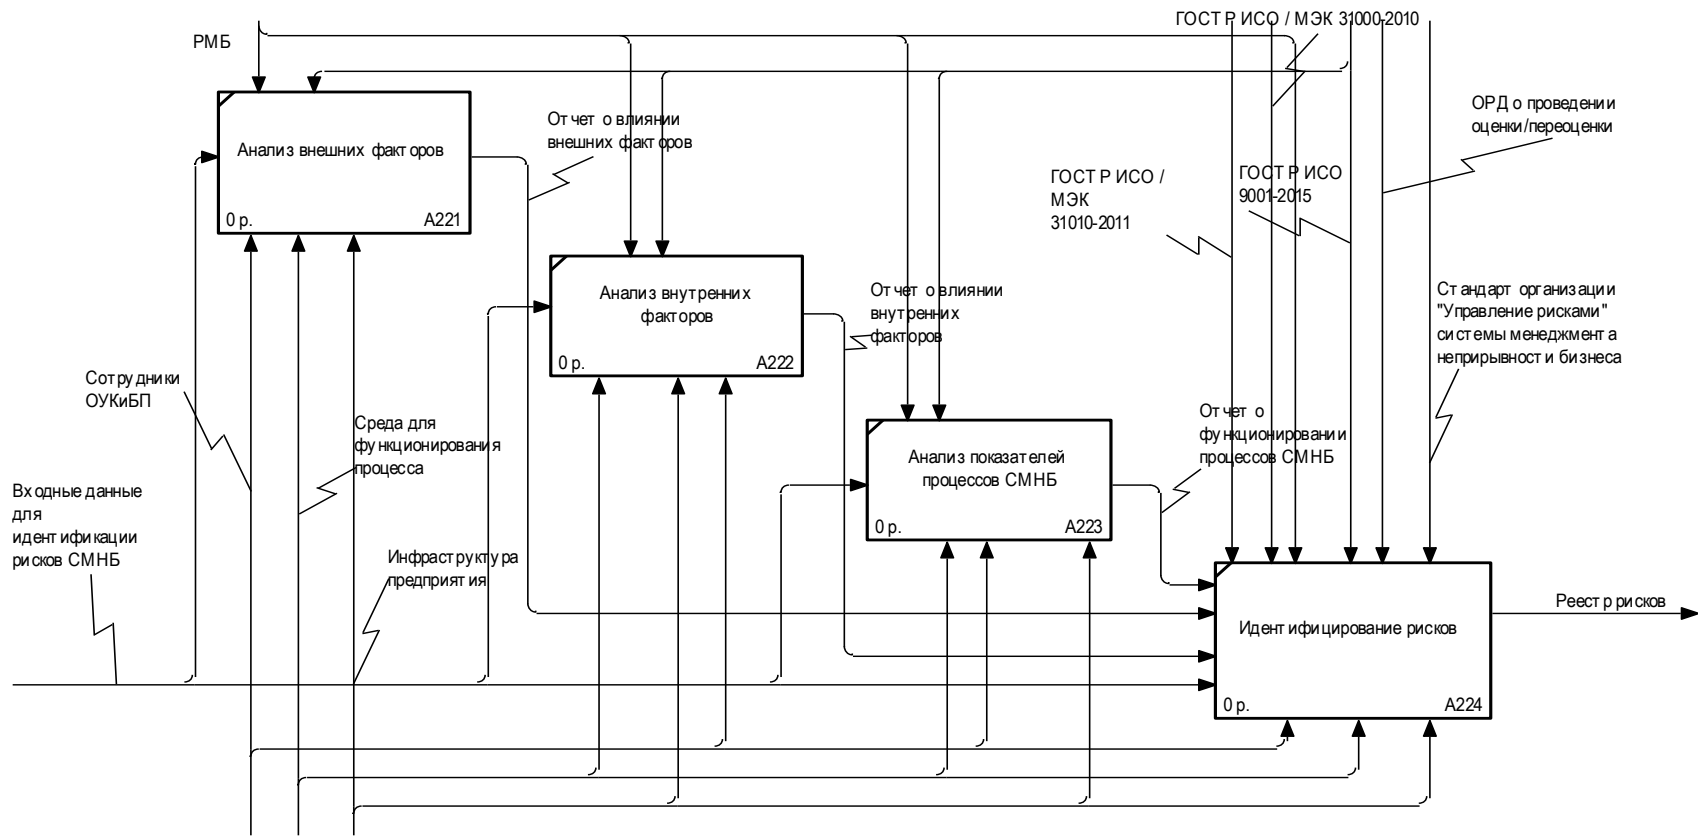 ГОСТ Р ИСО / МЭК 31000-2010
РМБ
ОРД о проведении
оценки/переоценки
Отчет о влиянии
внешних факторов
Анализ внешних факторов
0 р.
А221
ГОСТ Р ИСО /
МЭК
31010-2011
ГОСТ Р ИСО
9001-2015
Анализ внутренних
факторов
0 р.
А222
Отчет о влиянии
внутренних
факторов
Стандарт организации
"Управление рисками"
системы менеджмента
неприрывности бизнеса
Сотрудники
ОУКиБП
Среда для
функционирования
процесса
Отчет о
функционировании
процессов СМНБ
Анализ показателей
процессов СМНБ
0 р.
А223
Входные данные
для
идентификации
рисков СМНБ
Инфраструктура
предприятия
Идентифицирование рисков
0 р.
А224
Реестр рисков